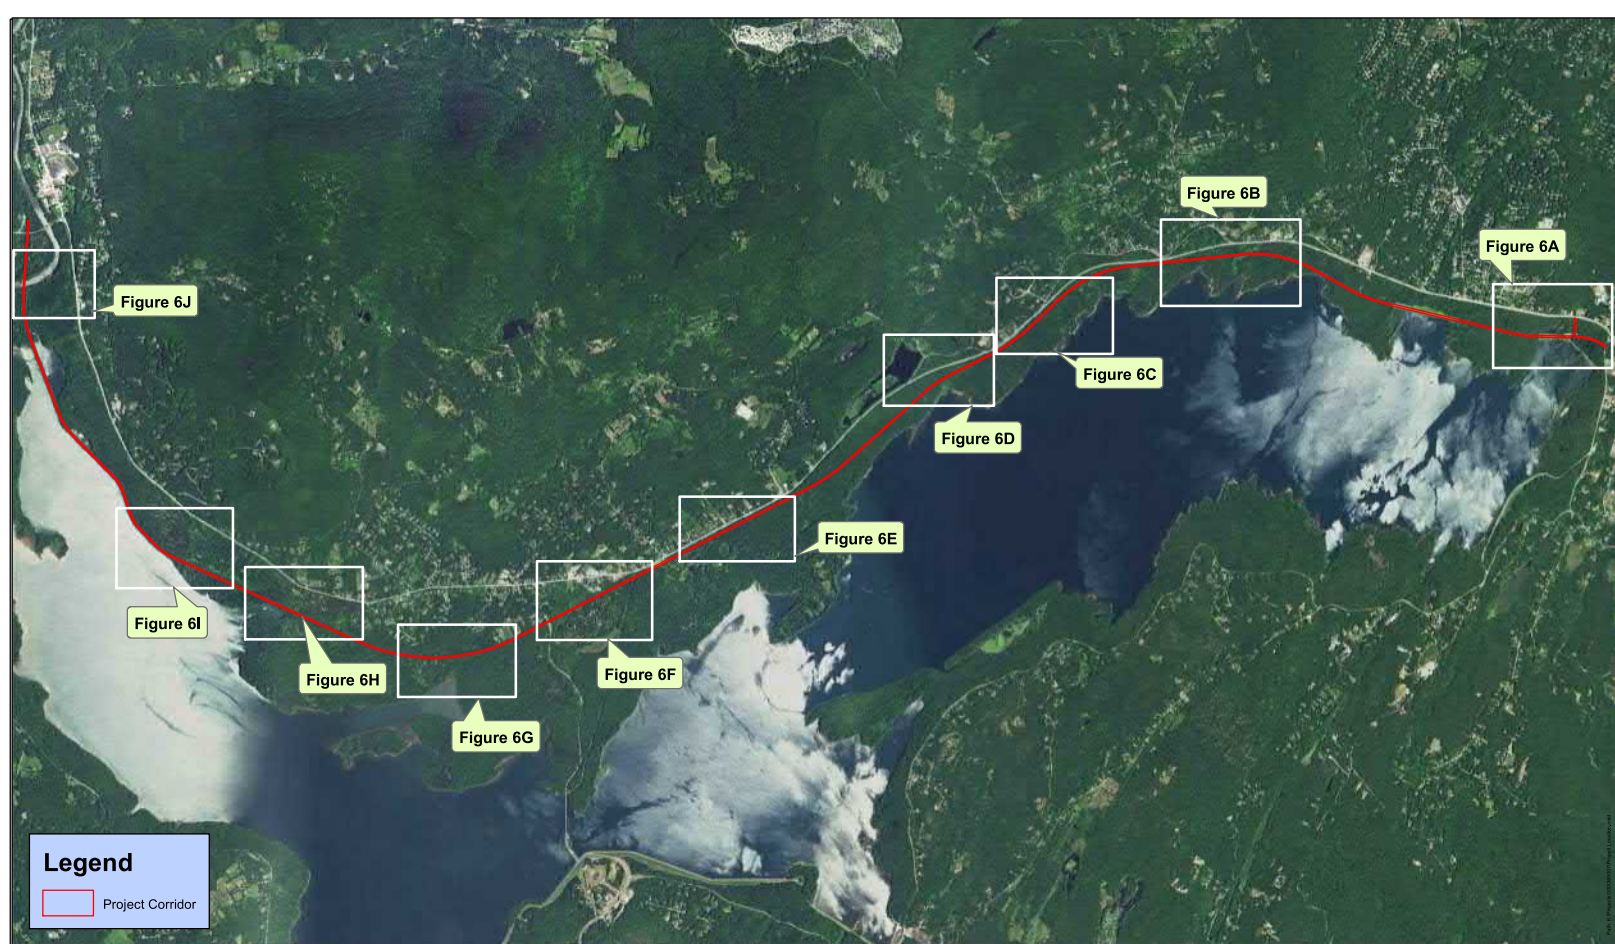 Figure 6B
Figure 6A
Figure 6J
Figure 6C
Figure 6D
Figure 6E
Figure 6I
Figure 6H
Figure 6F
Figure 6G
Legend
Project Corridor